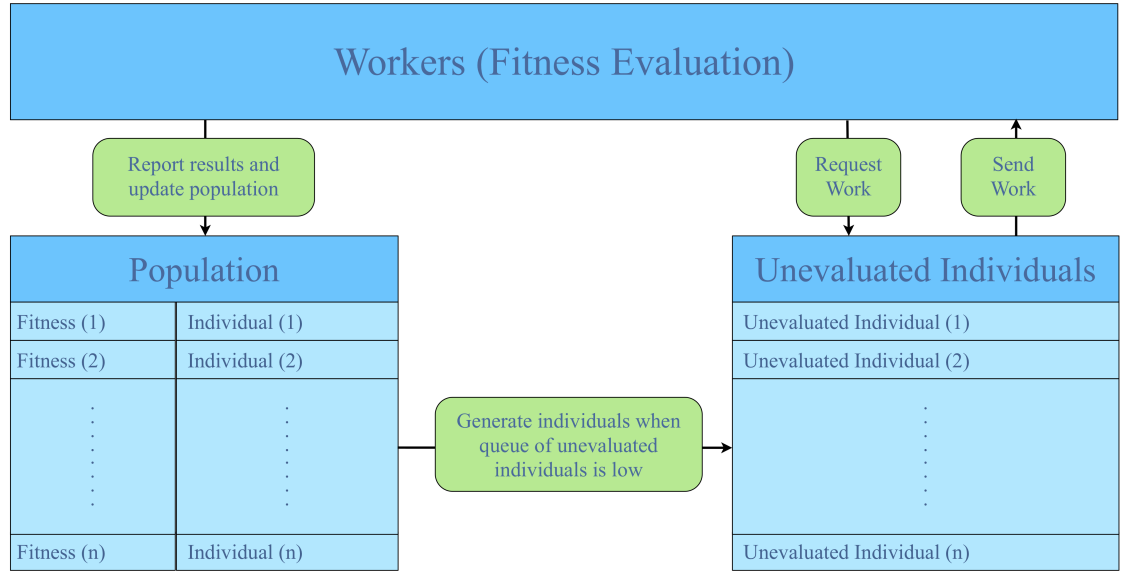 Workers (Fitness Evaluation)
Report results and
update population
Request
Work
Send
Work
Population
Fitness (1)
Individual (1)
Fitness (2)
Individual (2)
Fitness (n)
Individual (n)
Generate individuals when
queue of unevaluated
individuals is low
Unevaluated Individuals
Unevaluated Individual (1)
Unevaluated Individual (2)
Unevaluated Individual (n)